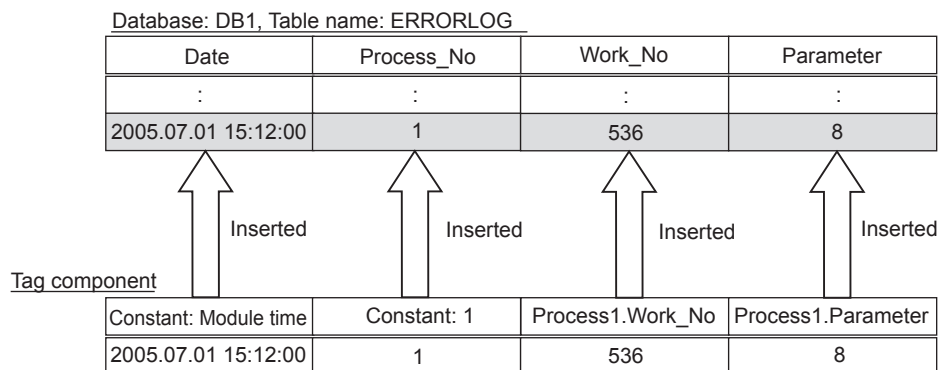 Database: DB1, Table name: ERRORLOG
Date Process_No Work_No Parameter
: : : :
2005.07.01 15:12:00 1 536 8
Inserted Inserted Inserted Inserted
Tag component
Constant: Module time Constant: 1 Process1.Work_No Process1.Parameter
2005.07.01 15:12:00 1 536 8